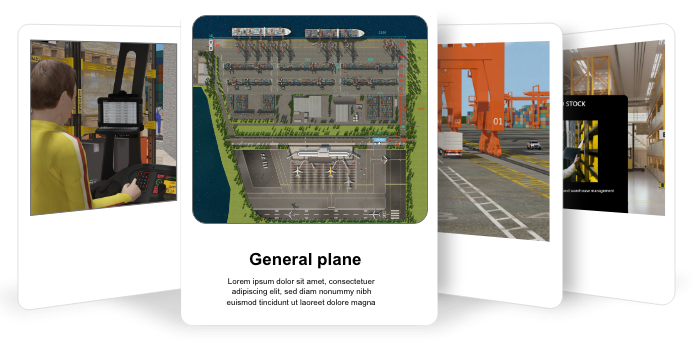 01
STOCK
General plane
Lorem ipsum dolor sit amet, consectetuer
adipiscing elit, sed diam nonummy nibh
euismod tincidunt ut laoreet dolore magna